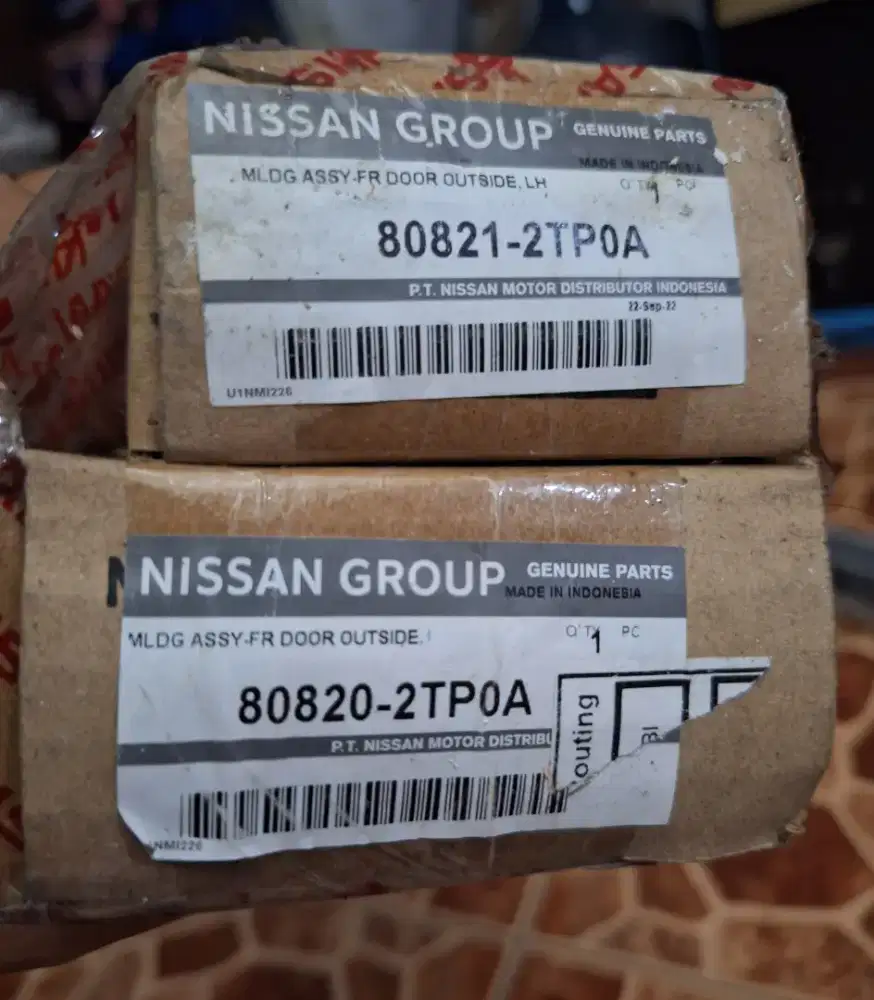 NISSAN GROUP GENUINE PARTS
MADE IN INDONESIA
MLDG ASSY-FR DOOR OUTSIDE, LH
Q'TY 1 PC
80821-2TP0A
P.T. NISSAN MOTOR DISTRIBUTOR INDONESIA
22-Sep-22
U1NMI226
NISSAN GROUP GENUINE PARTS
MADE IN INDONESIA
MLDG ASSY-FR DOOR OUTSIDE,
Q'TY 1 PC
80820-2TP0A
P.T. NISSAN MOTOR DISTRIBU
outing
NMI226